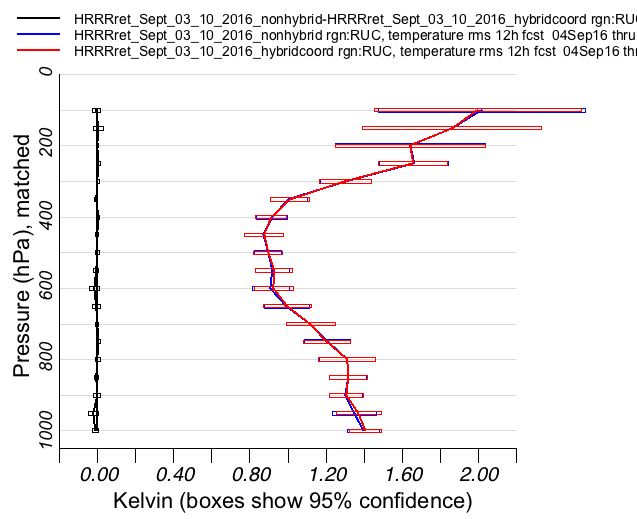 HRRRret_Sept_03_10_2016_nonhybrid-HRRRret_Sept_03_10_2016_hybridcoord rgn:RUC
HRRRret_Sept_03_10_2016_nonhybrid rgn:RUC, temperature rms 12h fcst 04Sep16 thru
HRRRret_Sept_03_10_2016_hybridcoord rgn:RUC, temperature rms 12h fcst 04Sep16
0
200
400
600
800
1000
Pressure (hPa), matched
0.00 0.40 0.80 1.20 1.60 2.00
Kelvin (boxes show 95% confidence)